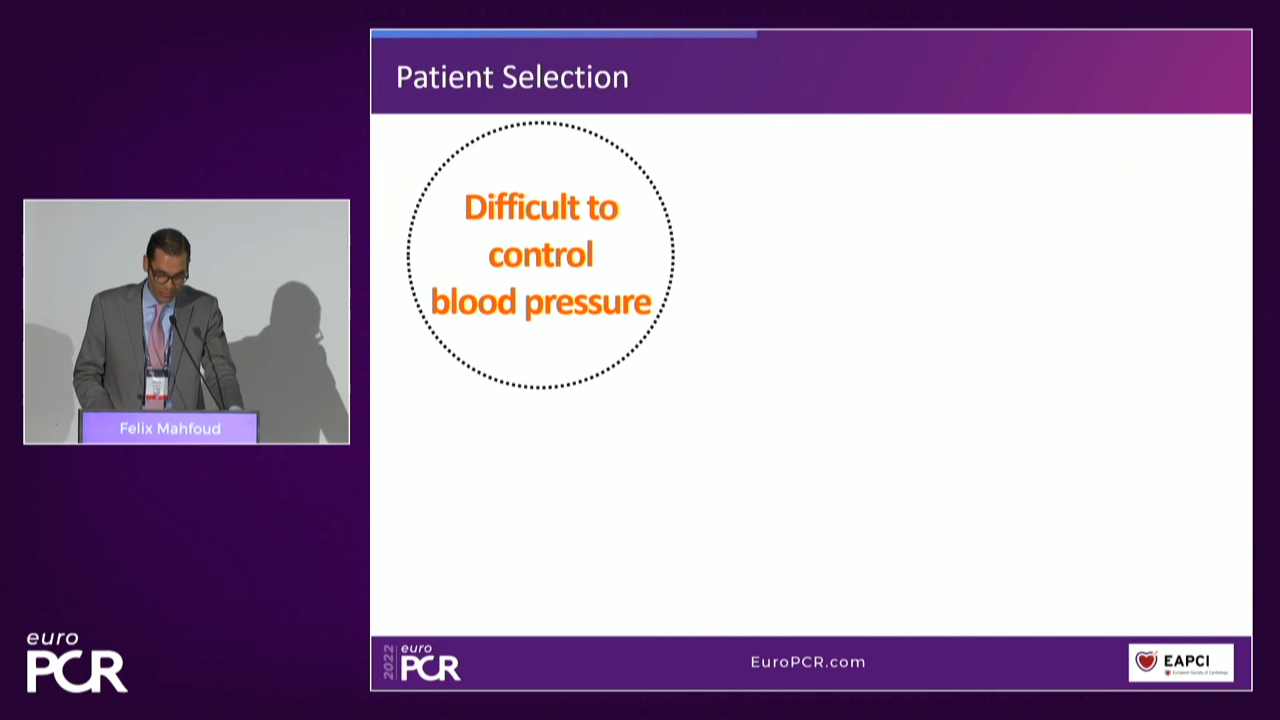 Patient Selection
Difficult to
control
blood pressure
Felix Mahfoud
euro
PCR
2022
euro
PCR
EuroPCR.com
EAPCI